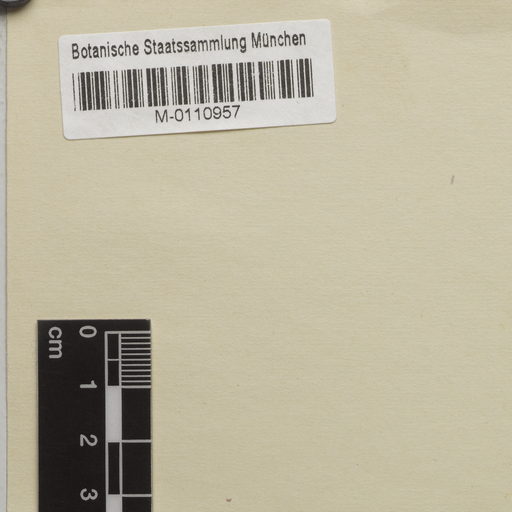 Botanische Staatssammlung München
M-0110957
cm
0
1
2
3